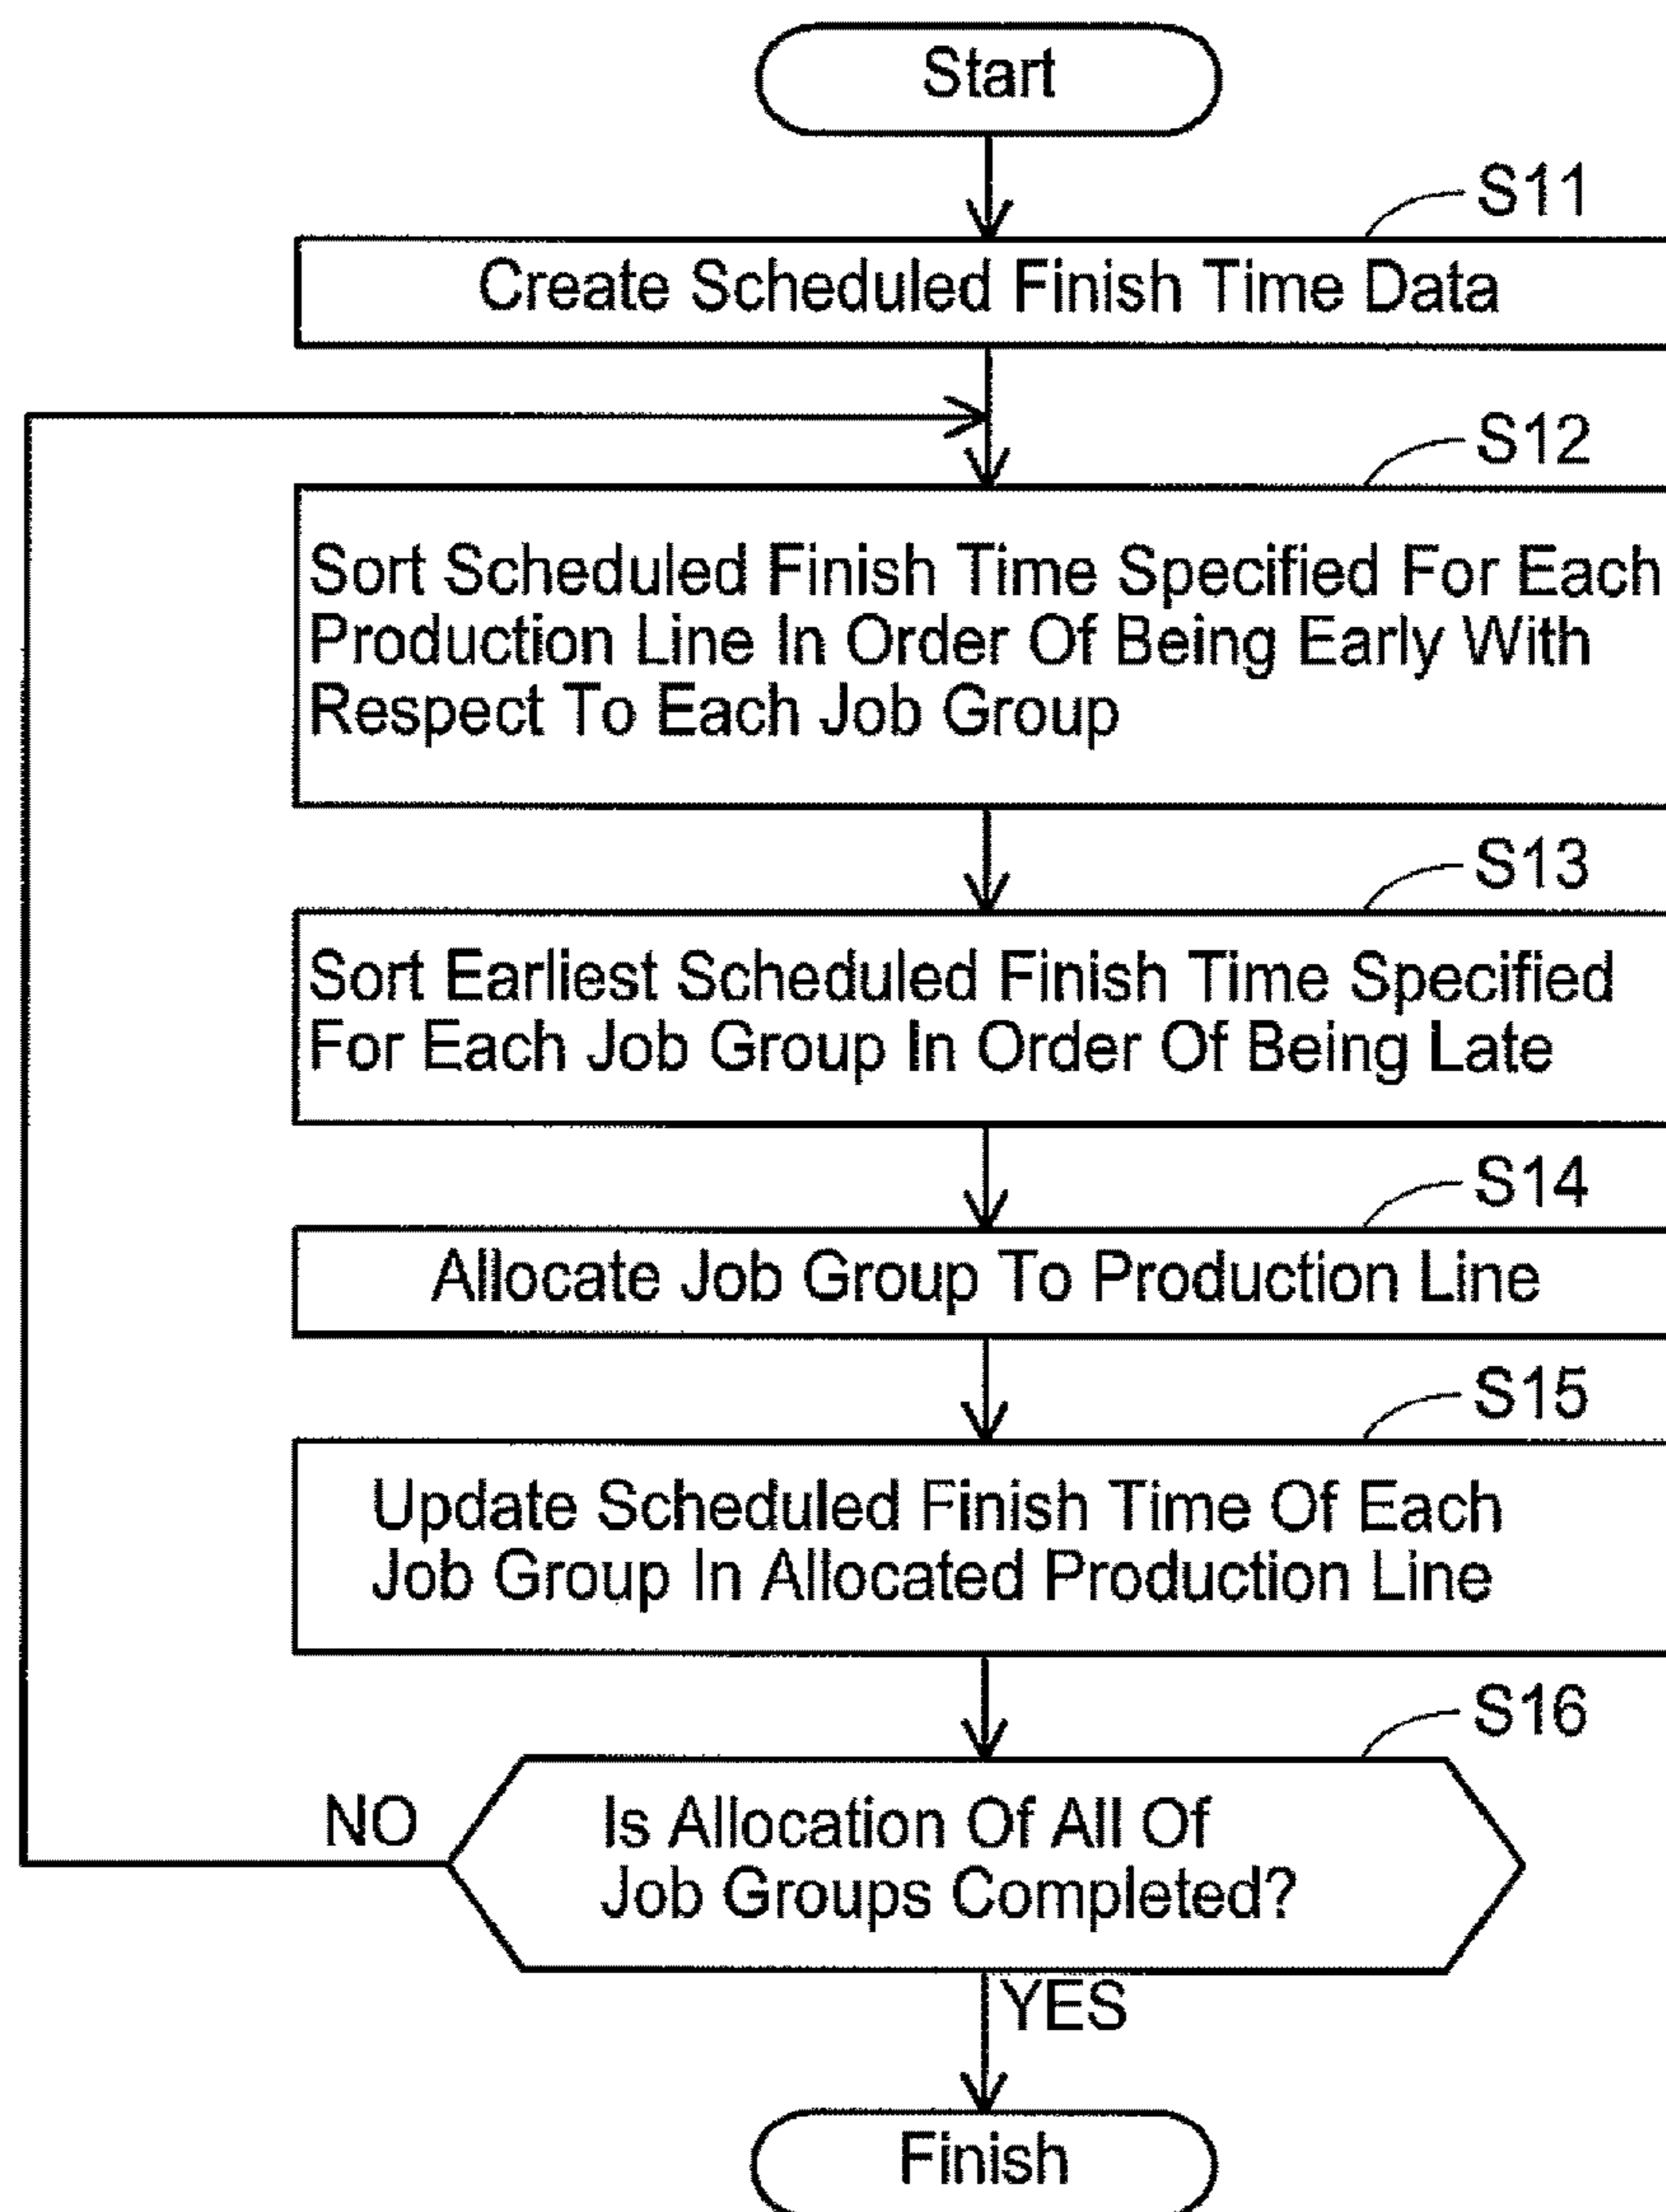 Start
S11
Create Scheduled Finish Time Data
S12
Sort Scheduled Finish Time Specified For Each
Production Line In Order Of Being Early With
Respect To Each Job Group
S13
Sort Earliest Scheduled Finish Time Specified
For Each Job Group In Order Of Being Late
S14
Allocate Job Group To Production Line
S15
Update Scheduled Finish Time Of Each
Job Group In Allocated Production Line
S16
NO
Is Allocation Of All Of
Job Groups Completed?
YES
Finish